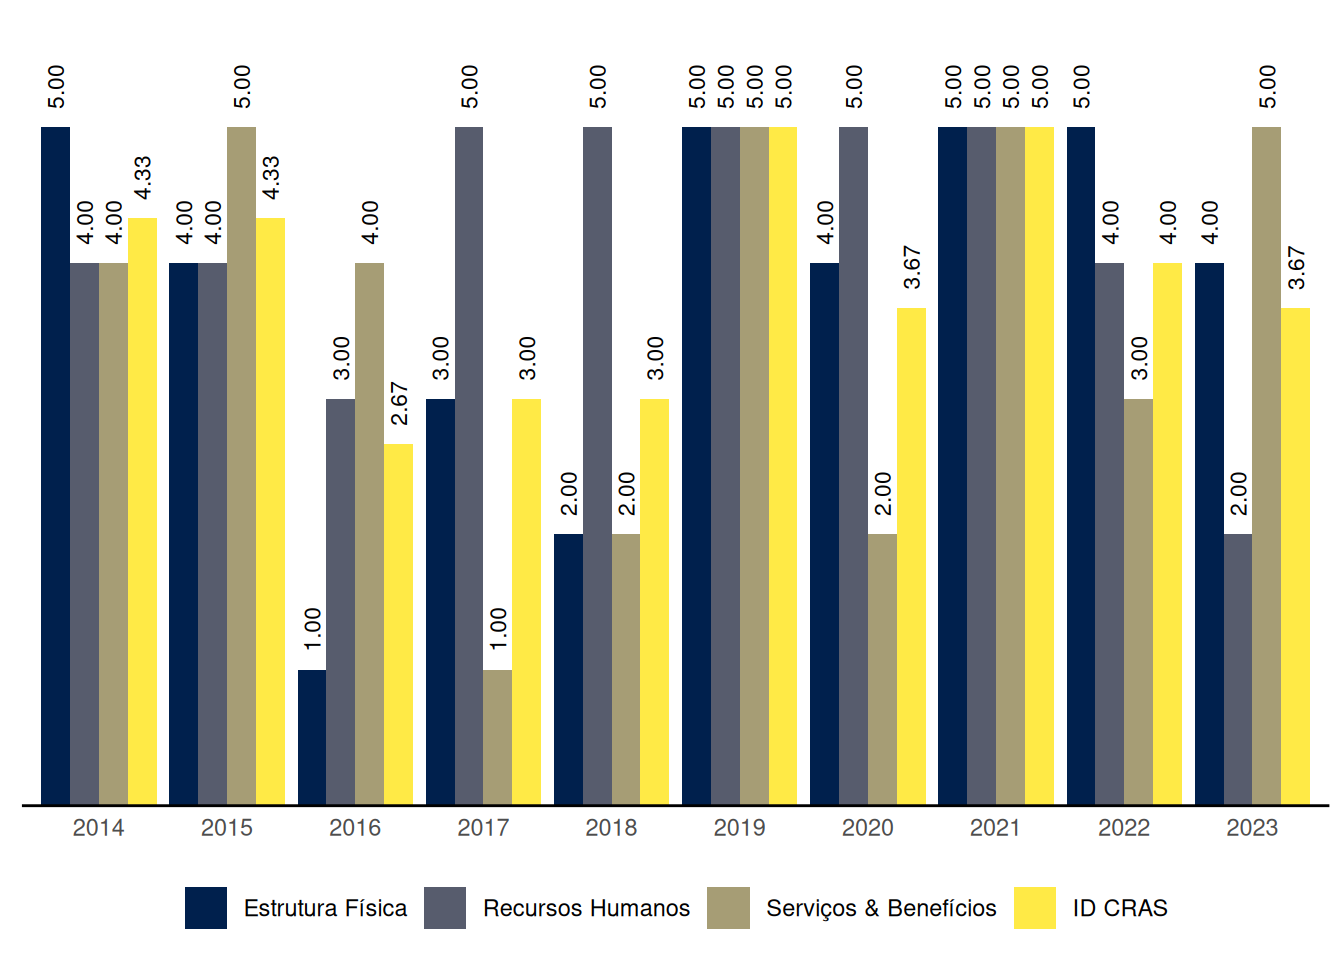 5.00 4.00 4.00 4.33
4.00 4.00 5.00 4.33
1.00 3.00 4.00 2.67
3.00 5.00 1.00 3.00
2.00 5.00 2.00 3.00
5.00 5.00 5.00 5.00
4.00 5.00 2.00 3.67
5.00 5.00 5.00 5.00
5.00 4.00 3.00 4.00
4.00 2.00 5.00 3.67
2014 2015 2016 2017 2018 2019 2020 2021 2022 2023
Estrutura Física Recursos Humanos Serviços & Benefícios ID CRAS